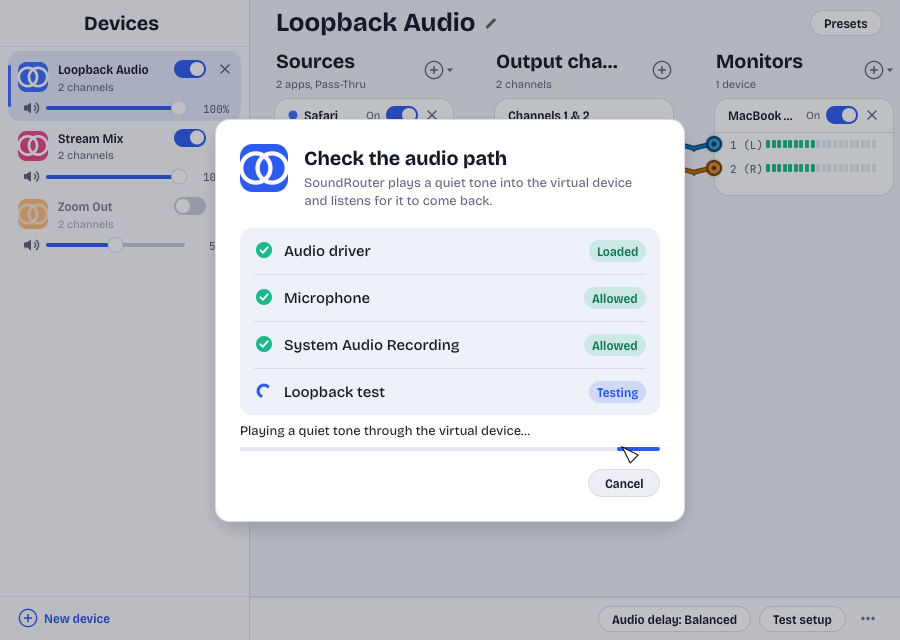 Devices
Loopback Audio
2 channels
100%
Stream Mix
2 channels
10
Zoom Out
2 channels
5
New device
Loopback Audio
Presets
Sources
2 apps, Pass-Thru
Output cha...
2 channels
Monitors
1 device
Safari
On
Channels 1 & 2
MacBook ...
On
1 (L)
2 (R)
Check the audio path
SoundRouter plays a quiet tone into the virtual device
and listens for it to come back.
Audio driver
Loaded
Microphone
Allowed
System Audio Recording
Allowed
Loopback test
Testing
Playing a quiet tone through the virtual device...
Cancel
Audio delay: Balanced
Test setup